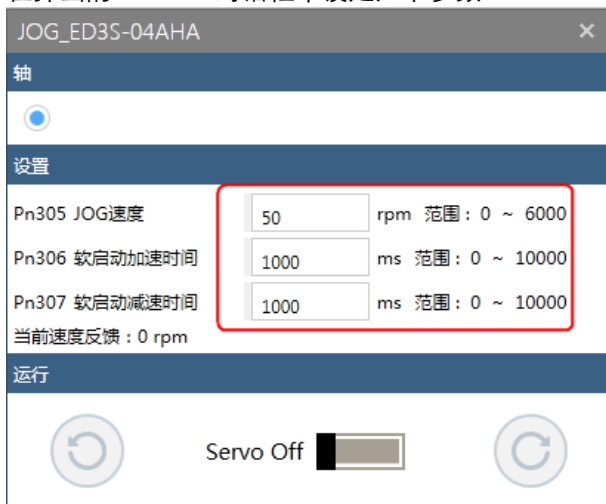 JOG_ED3S-04AHA ×
轴
设置
Pn305 JOG速度 50 rpm 范围：0 ~ 6000
Pn306 软启动加速时间 1000 ms 范围：0 ~ 10000
Pn307 软启动减速时间 1000 ms 范围：0 ~ 10000
当前速度反馈：0 rpm
运行
Servo Off